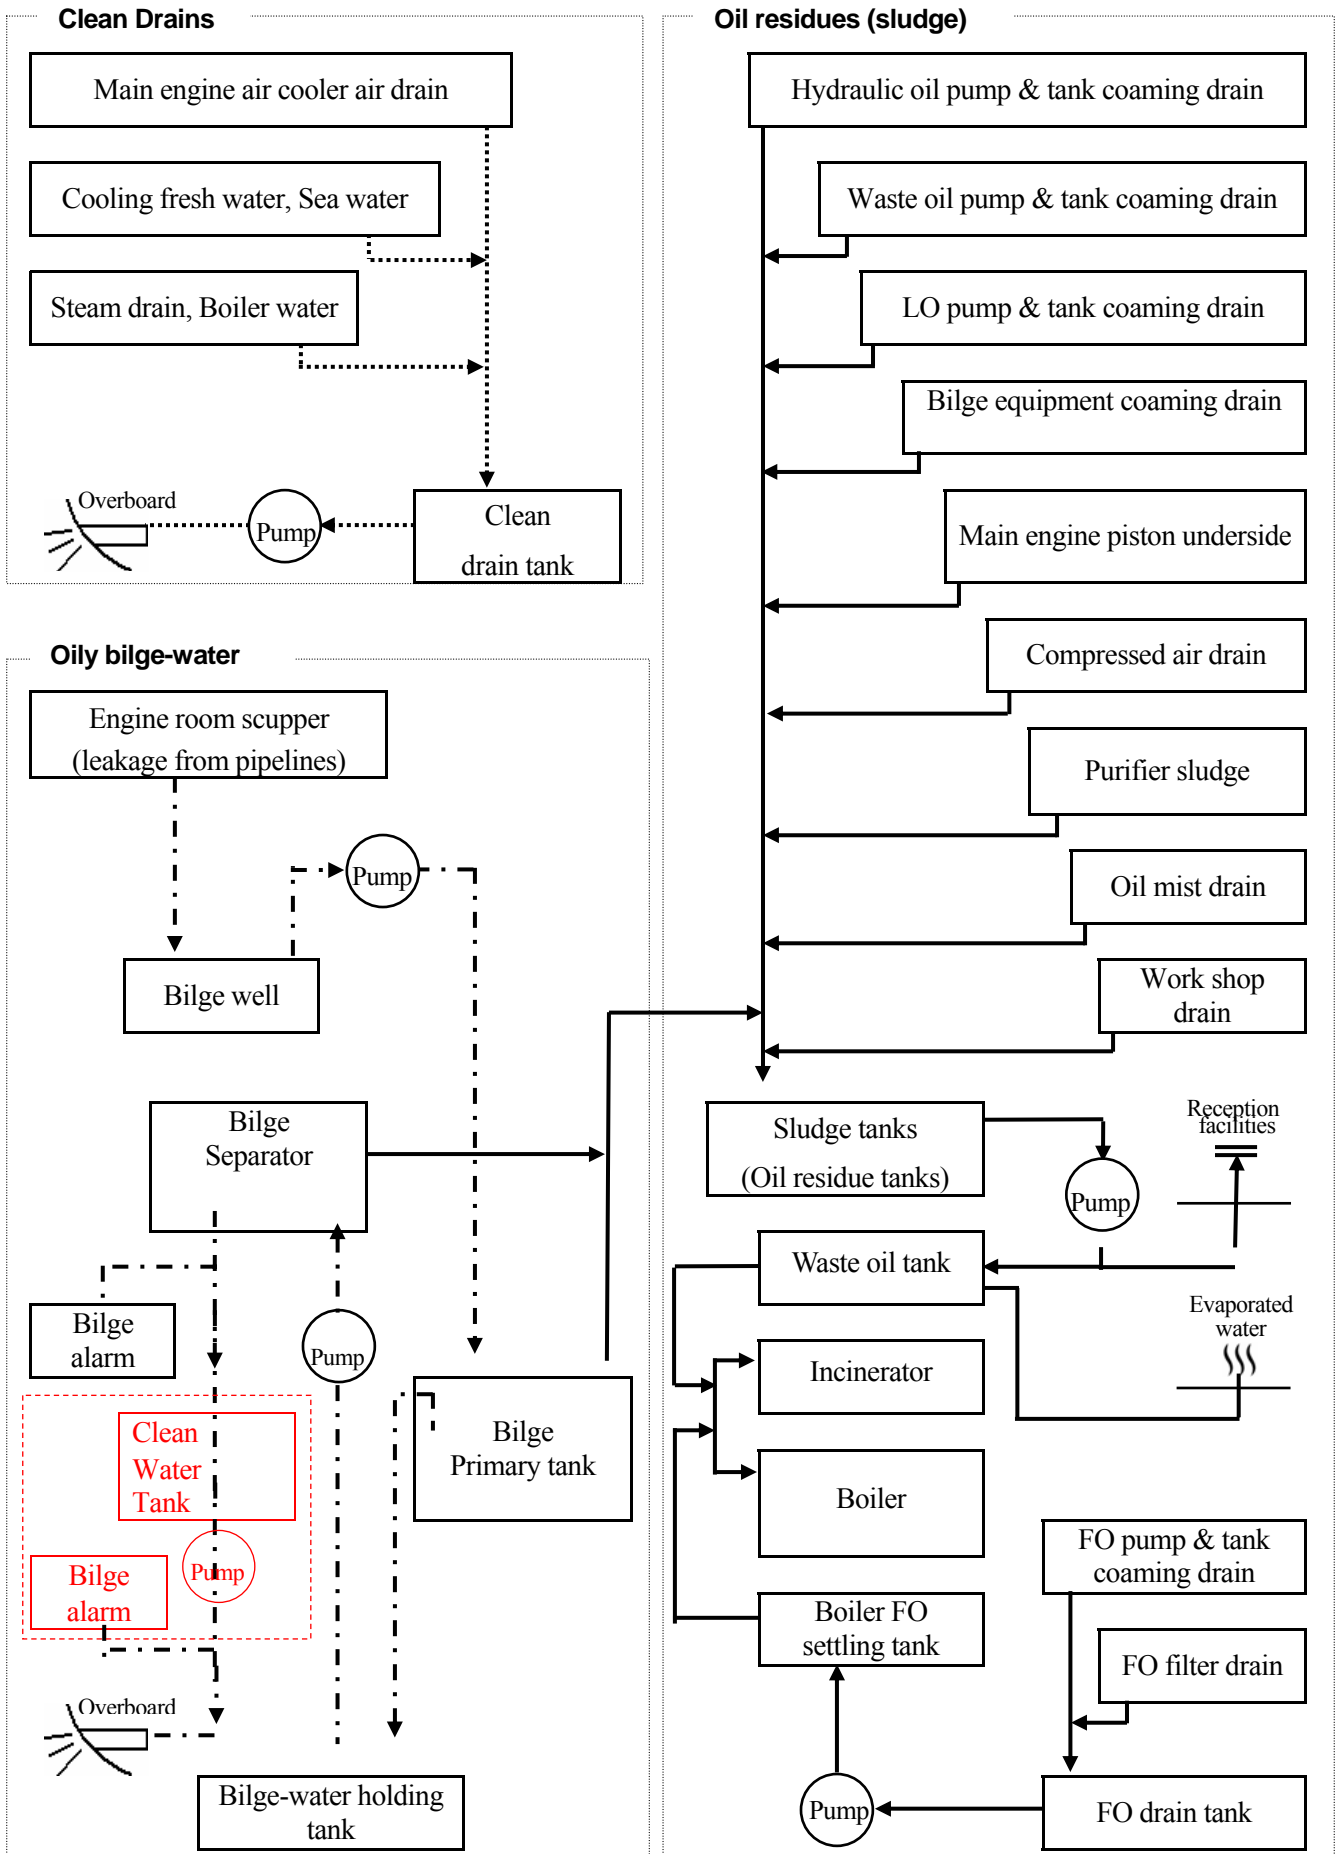 Clean Drains
Main engine air cooler air drain
Cooling fresh water, Sea water
Steam drain, Boiler water
Overboard
Pump
Clean
drain tank
Oily bilge-water
Engine room scupper
(leakage from pipelines)
Pump
Bilge well
Bilge
Separator
Bilge
alarm
Pump
Clean
Water
Tank
Bilge
Primary tank
Pump
Bilge
alarm
Overboard
Bilge-water holding
tank
Oil residues (sludge)
Hydraulic oil pump & tank coaming drain
Waste oil pump & tank coaming drain
LO pump & tank coaming drain
Bilge equipment coaming drain
Main engine piston underside
Compressed air drain
Purifier sludge
Oil mist drain
Work shop
drain
Sludge tanks
(Oil residue tanks)
Pump
Reception
facilities
Waste oil tank
Evaporated
water
Incinerator
Boiler
FO pump & tank
coaming drain
Boiler FO
settling tank
FO filter drain
Pump
FO drain tank